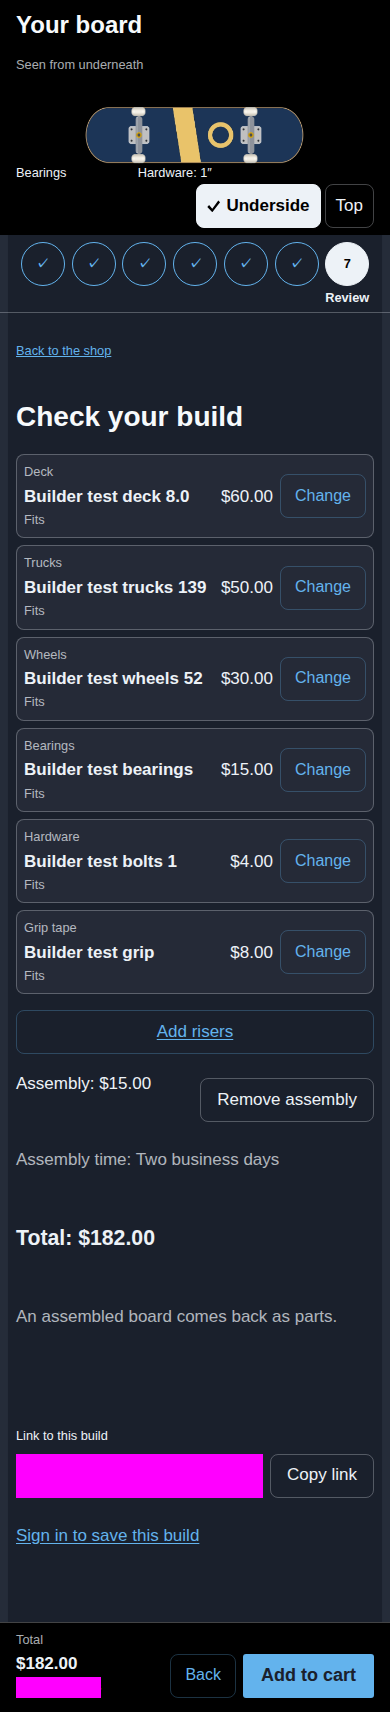 Your board
Seen from underneath
Bearings Hardware: 1″
✓ Underside Top
✓ ✓ ✓ ✓ ✓ ✓ 7
Review
Back to the shop
Check your build
Deck
Builder test deck 8.0 $60.00 Change
Fits
Trucks
Builder test trucks 139 $50.00 Change
Fits
Wheels
Builder test wheels 52 $30.00 Change
Fits
Bearings
Builder test bearings $15.00 Change
Fits
Hardware
Builder test bolts 1 $4.00 Change
Fits
Grip tape
Builder test grip $8.00 Change
Fits
Add risers
Assembly: $15.00 Remove assembly
Assembly time: Two business days
Total: $182.00
An assembled board comes back as parts.
Link to this build
Copy link
Sign in to save this build
Total
$182.00
Back Add to cart